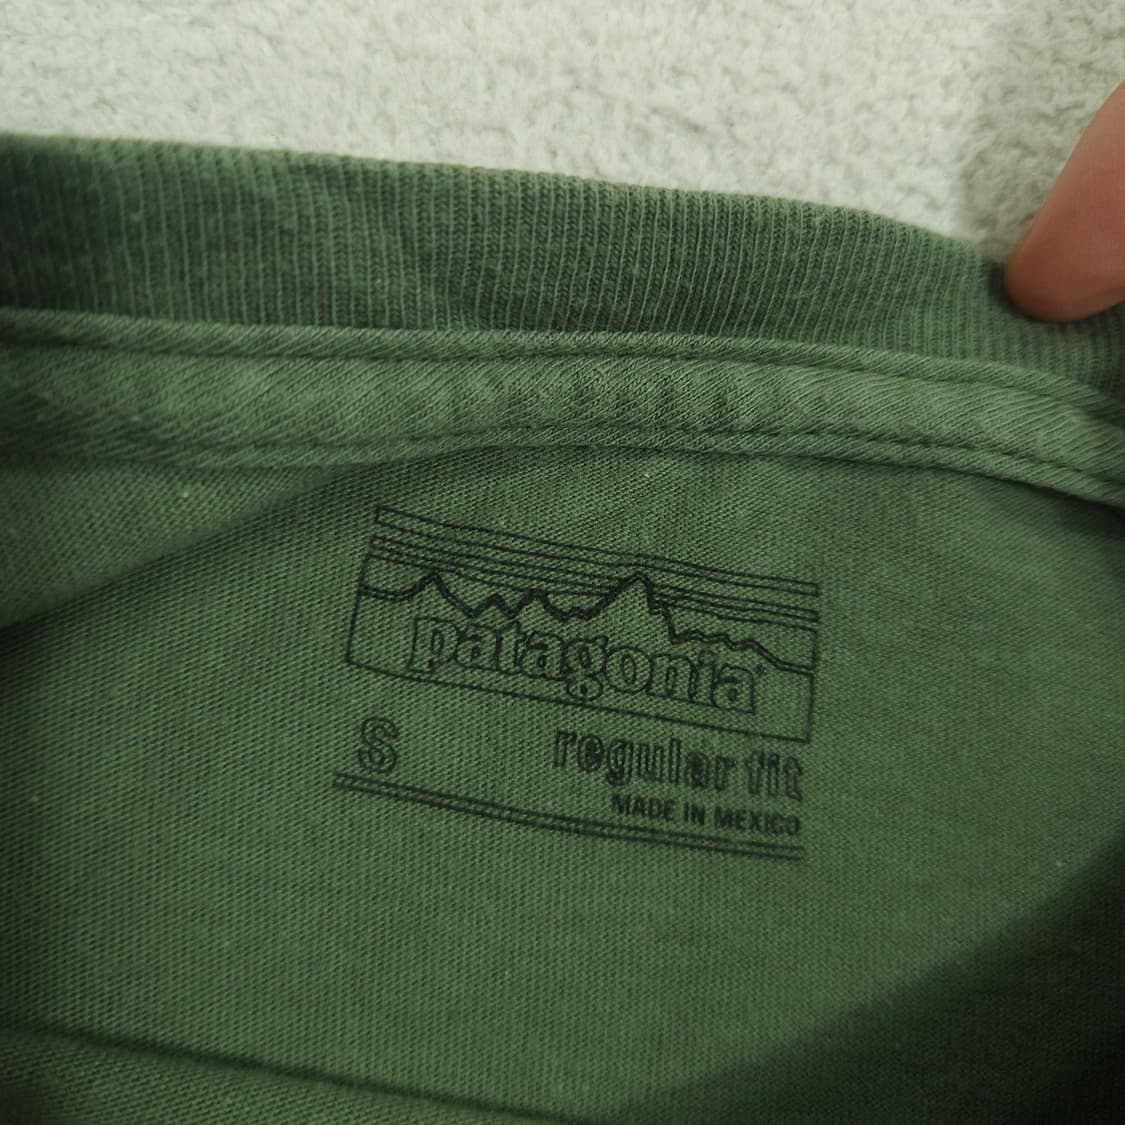 patagonia®
S
regular fit
MADE IN MEXICO